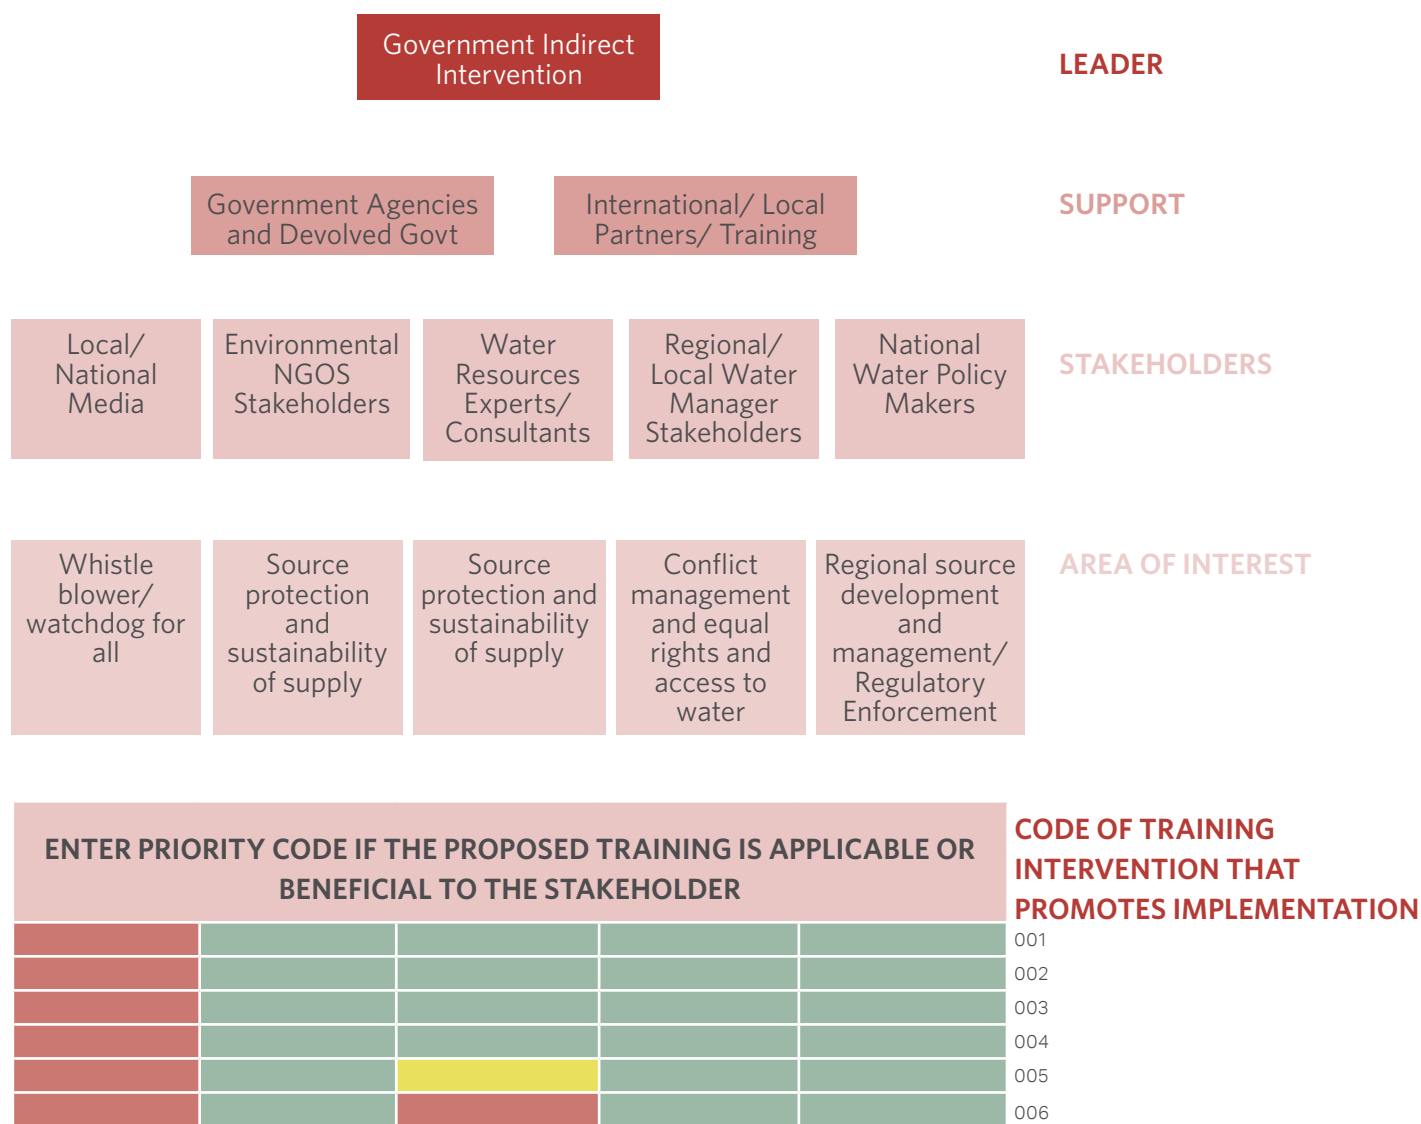 Government Indirect
Intervention
LEADER
Government Agencies
and Devolved Govt
International/ Local
Partners/ Training
SUPPORT
Local/
National
Media
Environmental
NGOS
Stakeholders
Water
Resources
Experts/
Consultants
Regional/
Local Water
Manager
Stakeholders
National
Water Policy
Makers
STAKEHOLDERS
Whistle
blower/
watchdog for
all
Source
protection
and
sustainability
of supply
Source
protection and
sustainability
of supply
Conflict
management
and equal
rights and
access to
water
Regional source
development
and
management/
Regulatory
Enforcement
AREA OF INTEREST
ENTER PRIORITY CODE IF THE PROPOSED TRAINING IS APPLICABLE OR
BENEFICIAL TO THE STAKEHOLDER
CODE OF TRAINING
INTERVENTION THAT
PROMOTES IMPLEMENTATION
001
002
003
004
005
006